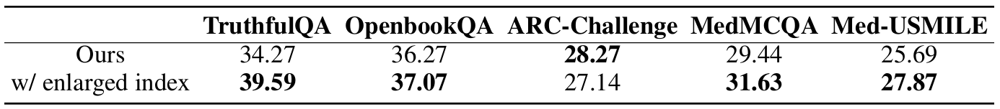 TruthfulQA OpenbookQA ARC-Challenge MedMCQA Med-USMILE
Ours 34.27 36.27 28.27 29.44 25.69
w/ enlarged index 39.59 37.07 27.14 31.63 27.87